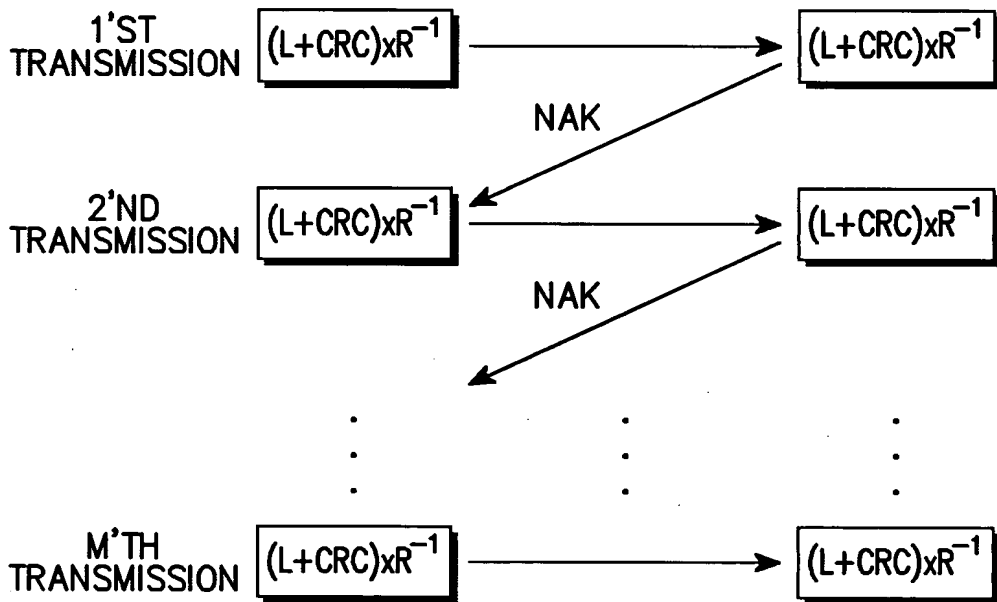 1'ST
TRANSMISSION
(L+CRC)xR⁻¹
(L+CRC)xR⁻¹
NAK
2'ND
TRANSMISSION
(L+CRC)xR⁻¹
(L+CRC)xR⁻¹
NAK
M'TH
TRANSMISSION
(L+CRC)xR⁻¹
(L+CRC)xR⁻¹